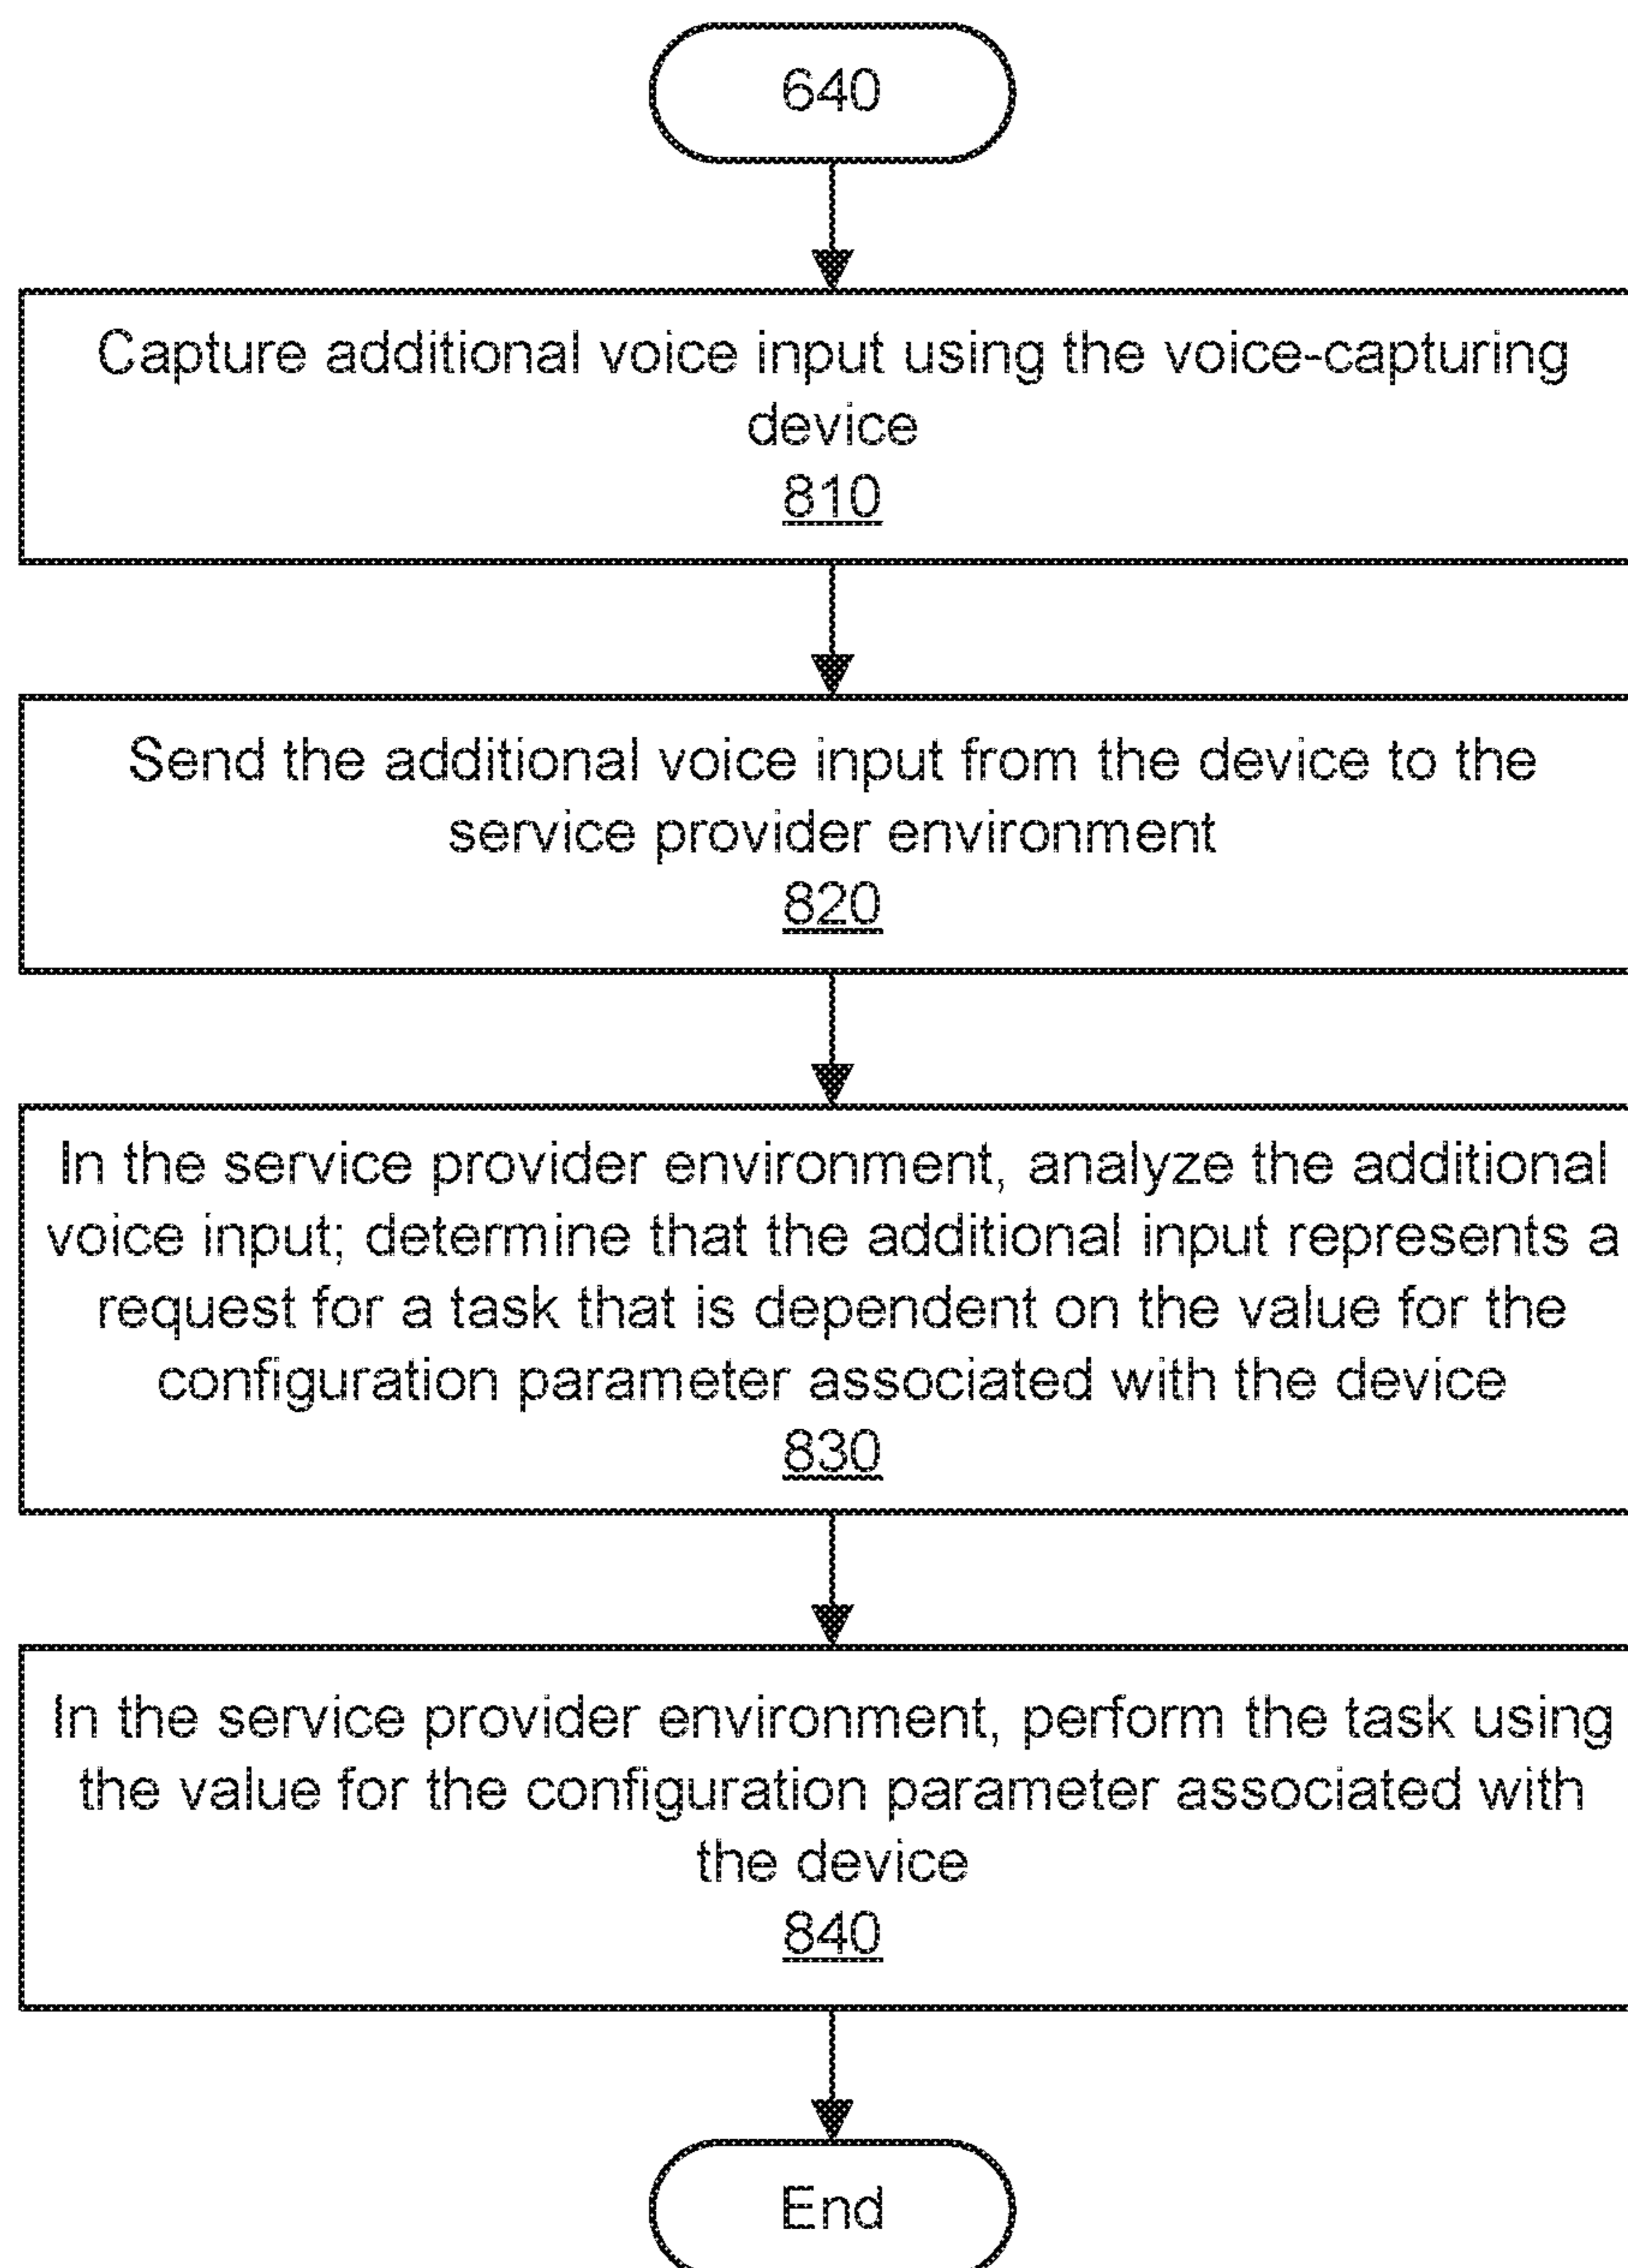 640
Capture additional voice input using the voice-capturing
device
810
Send the additional voice input from the device to the
service provider environment
820
In the service provider environment, analyze the additional
voice input; determine that the additional input represents a
request for a task that is dependent on the value for the
configuration parameter associated with the device
830
In the service provider environment, perform the task using
the value for the configuration parameter associated with
the device
840
End